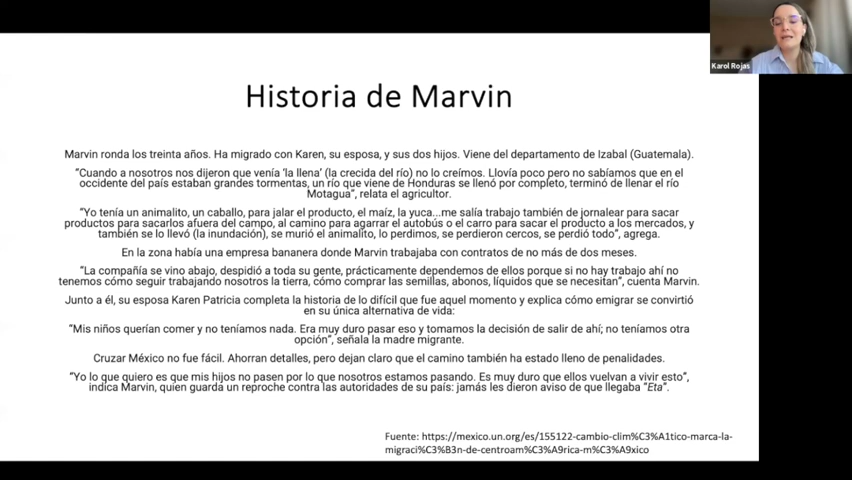 Karol Rojas
Historia de Marvin
Marvin ronda los treinta años. Ha migrado con Karen, su esposa, y sus dos hijos. Viene del departamento de Izabal (Guatemala).
“Cuando a nosotros nos dijeron que venía ‘la llena’ (la crecida del río) no lo creímos. Llovía poco pero no sabíamos que en el
occidente del país estaban grandes tormentas, un río que viene de Honduras se llenó por completo, terminó de llenar el río
Motagua”, relata el agricultor.
“Yo tenía un animalito, un caballo, para jalar el producto, el maíz, la yuca...me salía trabajo también de jornalear para sacar
productos para sacarlos afuera del campo, al camino para agarrar el autobús o el carro para sacar el producto a los mercados, y
también se lo llevó (la inundación), se murió el animalito, lo perdimos, se perdieron cercos, se perdió todo”, agrega.
En la zona había una empresa bananera donde Marvin trabajaba con contratos de no más de dos meses.
“La compañía se vino abajo, despidió a toda su gente, prácticamente dependemos de ellos porque si no hay trabajo ahí no
tenemos cómo seguir trabajando nosotros la tierra, cómo comprar las semillas, abonos, líquidos que se necesitan”, cuenta Marvin.
Junto a él, su esposa Karen Patricia completa la historia de lo difícil que fue aquel momento y explica cómo emigrar se convirtió
en su única alternativa de vida:
“Mis niños querían comer y no teníamos nada. Era muy duro pasar eso y tomamos la decisión de salir de ahí; no teníamos otra
opción”, señala la madre migrante.
Cruzar México no fue fácil. Ahorran detalles, pero dejan claro que el camino también ha estado lleno de penalidades.
“Yo lo que quiero es que mis hijos no pasen por lo que nosotros estamos pasando. Es muy duro que ellos vuelvan a vivir esto”,
indica Marvin, quien guarda un reproche contra las autoridades de su país: jamás les dieron aviso de que llegaba “Eta”.
Fuente: https://mexico.un.org/es/155122-cambio-clim%C3%A1tico-marca-la-
migraci%C3%B3n-de-centroam%C3%A9rica-m%C3%A9xico